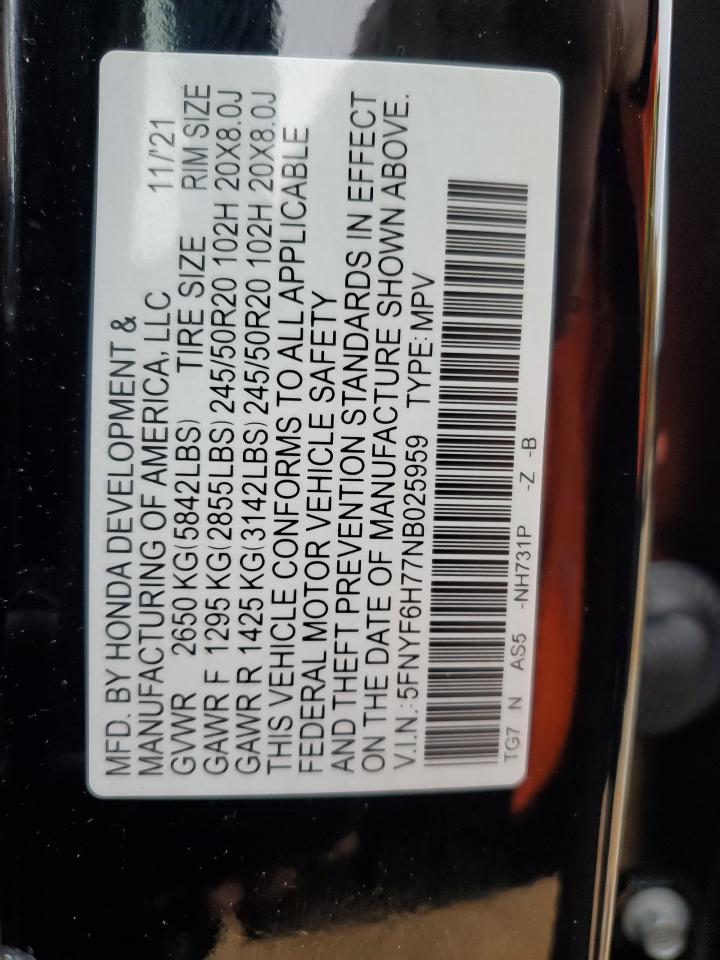 MFD. BY HONDA DEVELOPMENT & 11/'21
MANUFACTURING OF AMERICA, LLC
GVWR 2650 KG(5842LBS) TIRE SIZE RIM SIZE
GAWR F 1295 KG(2855LBS) 245/50R20 102H 20X8.0J
GAWR R 1425 KG(3142LBS) 245/50R20 102H 20X8.0J
THIS VEHICLE CONFORMS TO ALL APPLICABLE
FEDERAL MOTOR VEHICLE SAFETY
AND THEFT PREVENTION STANDARDS IN EFFECT
ON THE DATE OF MANUFACTURE SHOWN ABOVE.
V.I.N.: 5FNYF6H77NB025959 TYPE:MPV
TG7 N AS5 -NH731P -Z -B